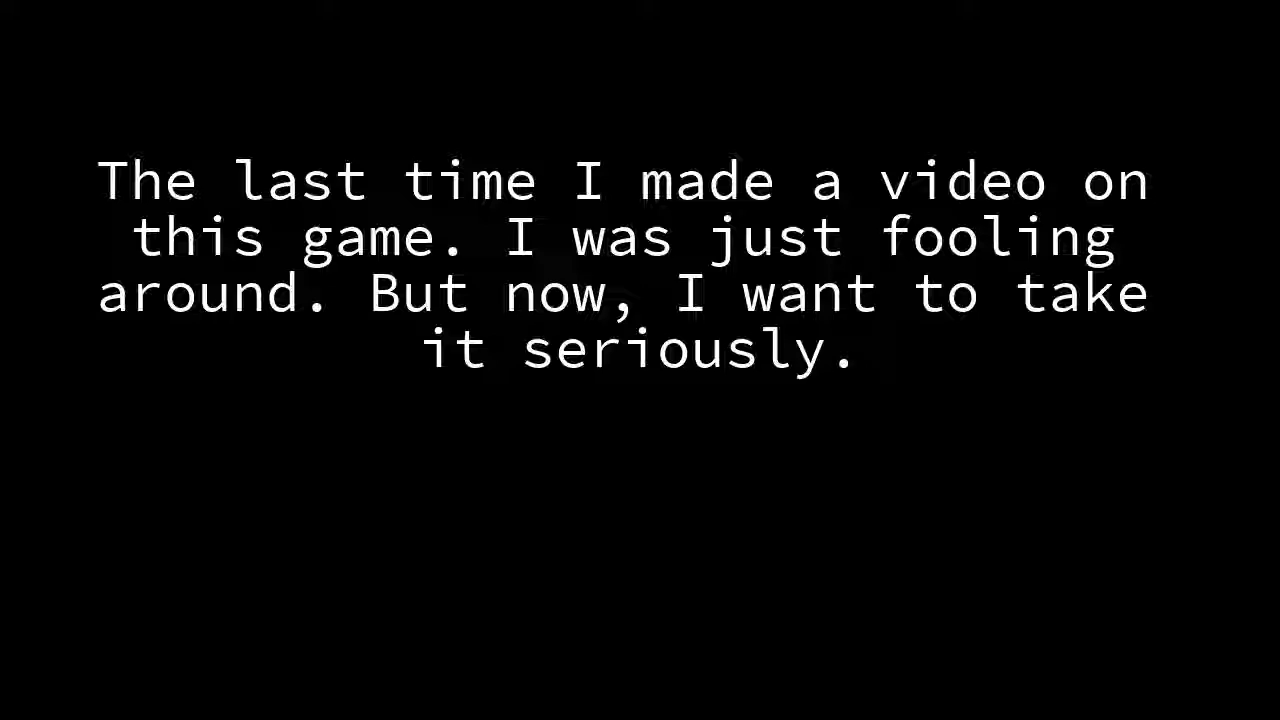 The last time I made a video on
this game. I was just fooling
around. But now, I want to take
it seriously.